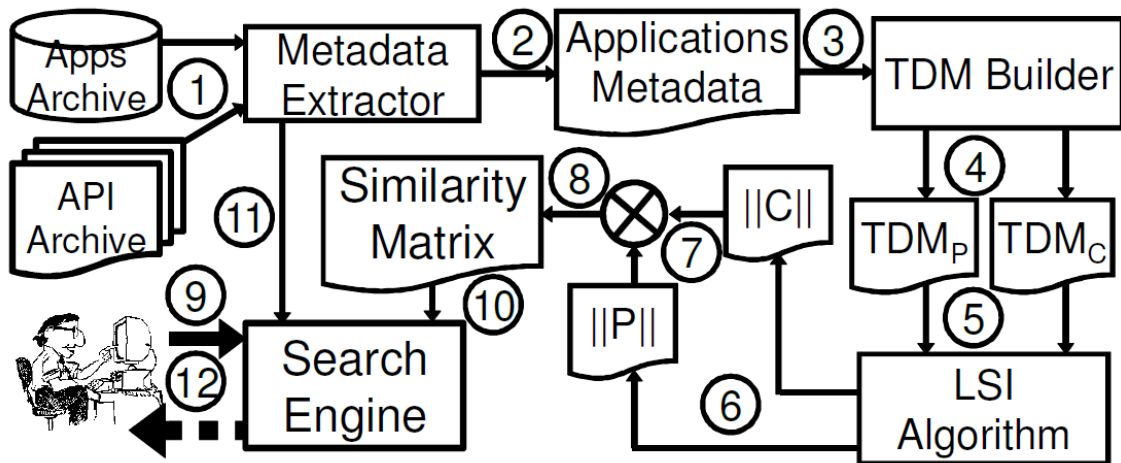 Apps
Archive
1
Metadata
Extractor
2
Applications
Metadata
3
TDM Builder
API
Archive
11
Similarity
Matrix
8
||C||
7
4
TDMP
TDMC
9
10
||P||
5
12
Search
Engine
6
LSI
Algorithm